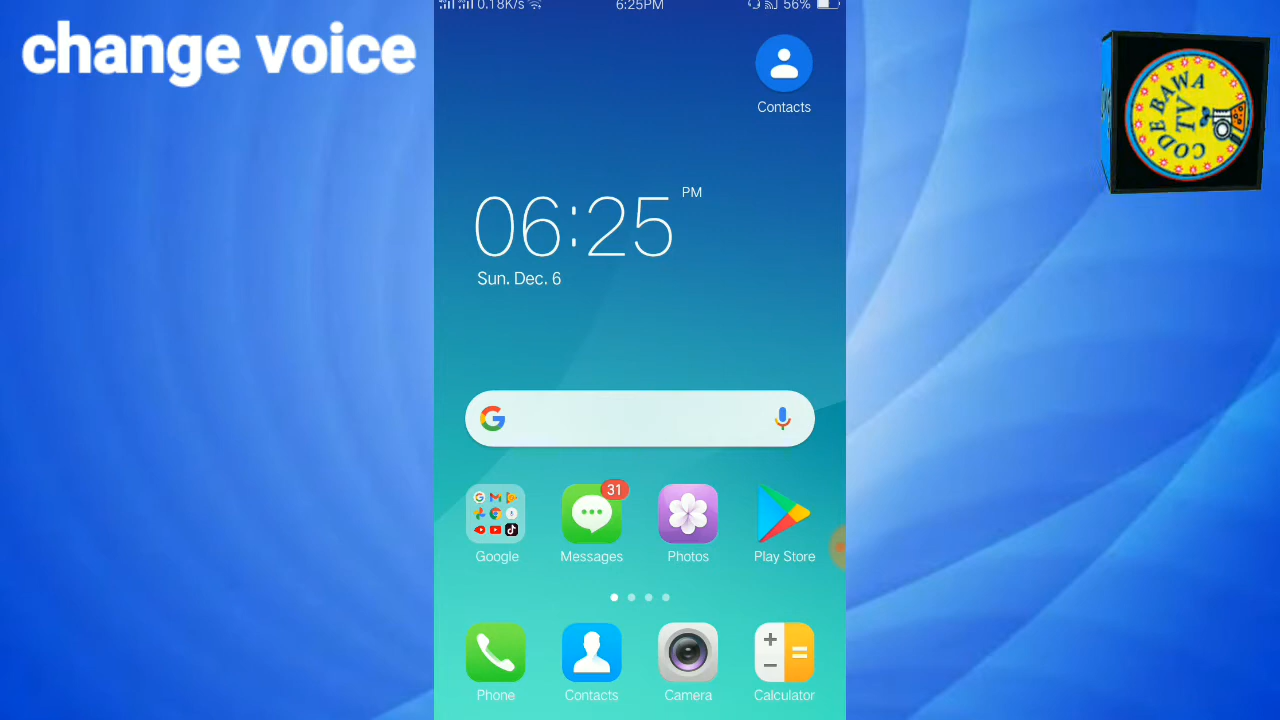 change voice
0.18K/s 6:25PM 56%
Contacts
06:25 PM
Sun. Dec. 6
31
Google Messages Photos Play Store
Phone Contacts Camera Calculator
CODE BAWA
TV